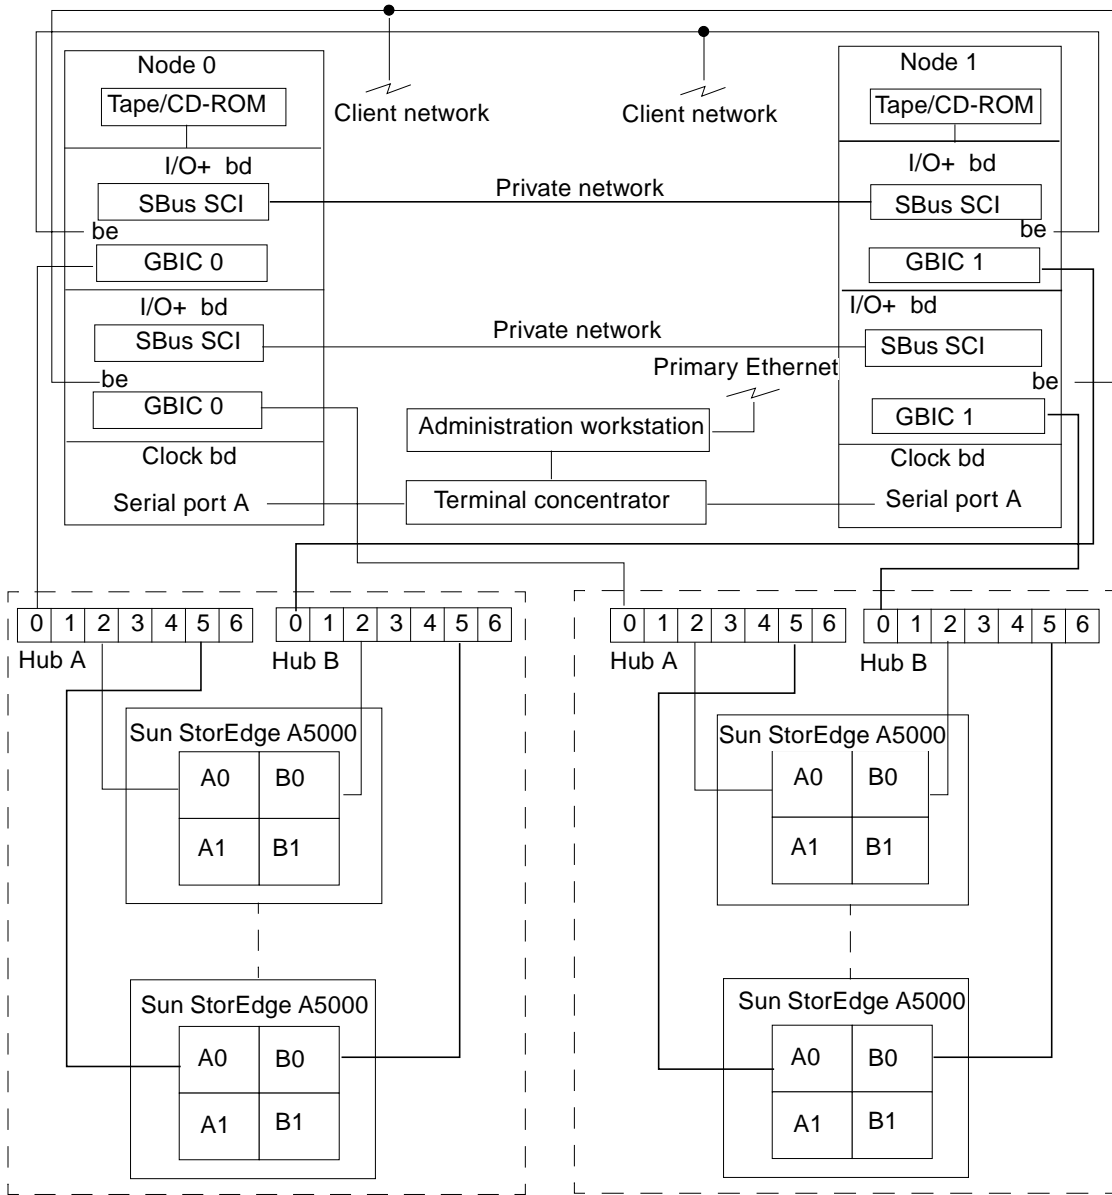 Node 0
Tape/CD-ROM
I/O+ bd
SBus SCI
be
GBIC 0
I/O+ bd
SBus SCI
be
GBIC 0
Clock bd
Serial port A
Client network
Client network
Private network
Private network
Primary Ethernet
Administration workstation
Terminal concentrator
Node 1
Tape/CD-ROM
I/O+ bd
SBus SCI
be
GBIC 1
I/O+ bd
SBus SCI
be
GBIC 1
Clock bd
Serial port A
0 1 2 3 4 5 6
Hub A
0 1 2 3 4 5 6
Hub B
Sun StorEdge A5000
A0 B0
A1 B1
Sun StorEdge A5000
A0 B0
A1 B1
0 1 2 3 4 5 6
Hub A
0 1 2 3 4 5 6
Hub B
Sun StorEdge A5000
A0 B0
A1 B1
Sun StorEdge A5000
A0 B0
A1 B1